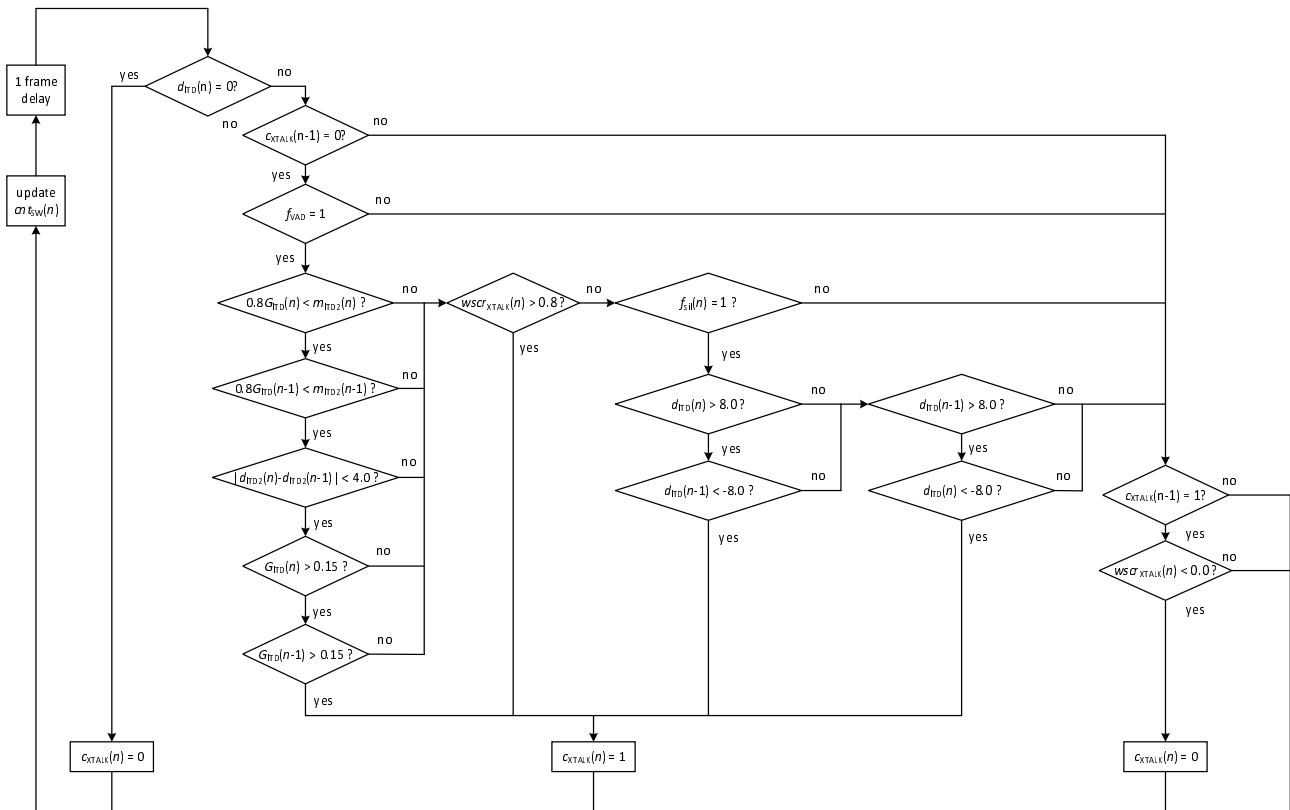 yes
d_ITD(n) = 0?
no
1 frame
delay
no
c_XTALK(n-1) = 0?
no
yes
update
cnt_SW(n)
f_VAD = 1
no
yes
0.8G_ITD(n) < m_ITD2(n) ?
no
wscr_XTALK(n) > 0.8 ?
no
f_sil(n) = 1 ?
no
yes
yes
yes
0.8G_ITD(n-1) < m_ITD2(n-1) ?
no
d_ITD(n) > 8.0 ?
no
d_ITD(n-1) > 8.0 ?
no
yes
yes
yes
|d_ITD2(n)-d_ITD2(n-1)| < 4.0 ?
no
d_ITD(n-1) < -8.0 ?
no
d_ITD(n) < -8.0 ?
no
c_XTALK(n-1) = 1?
no
yes
yes
yes
yes
G_ITD(n) > 0.15 ?
no
wscr_XTALK(n) < 0.0 ?
no
yes
yes
G_ITD(n-1) > 0.15 ?
no
yes
c_XTALK(n) = 0
c_XTALK(n) = 1
c_XTALK(n) = 0